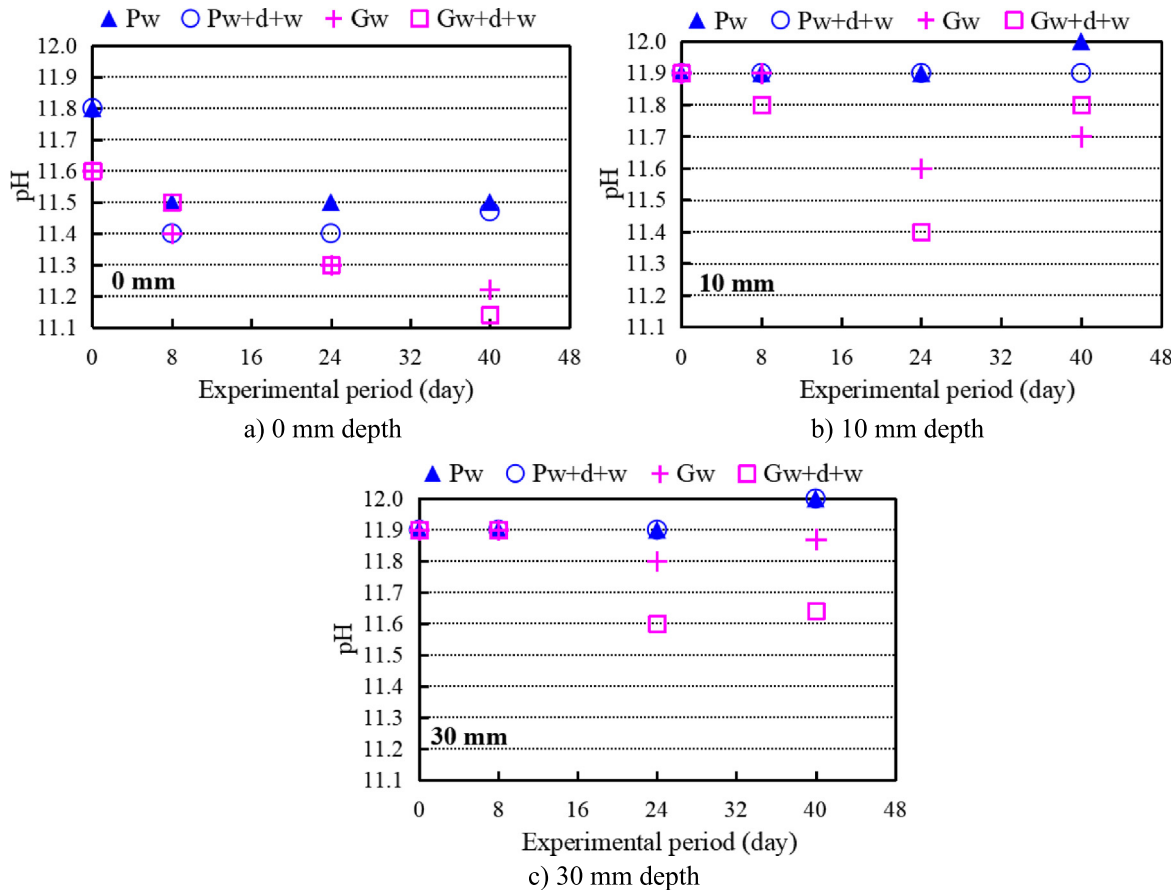 Pw Pw+d+w Gw Gw+d+w
12.0
11.9
11.8
11.7
11.6
11.5
11.4
11.3
11.2
11.1
pH
0 mm
0 8 16 24 32 40 48
Experimental period (day)
a) 0 mm depth
Pw Pw+d+w Gw Gw+d+w
12.0
11.9
11.8
11.7
11.6
11.5
11.4
11.3
11.2
11.1
pH
10 mm
0 8 16 24 32 40 48
Experimental period (day)
b) 10 mm depth
Pw Pw+d+w Gw Gw+d+w
12.0
11.9
11.8
11.7
11.6
11.5
11.4
11.3
11.2
11.1
pH
30 mm
0 8 16 24 32 40 48
Experimental period (day)
c) 30 mm depth